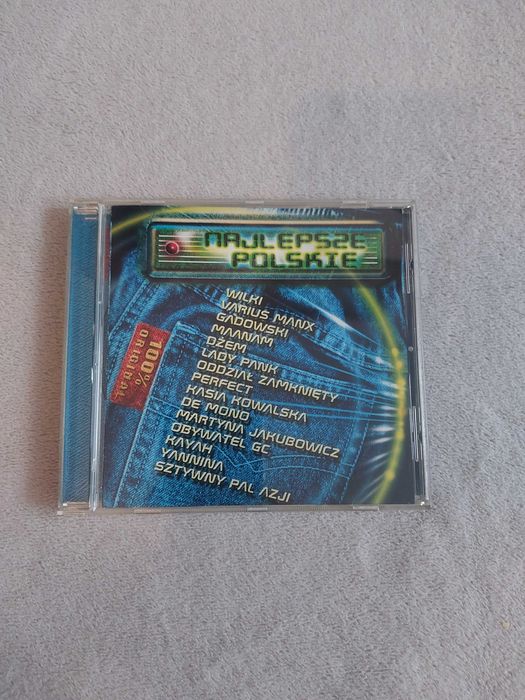 NAJLEPSZE
POLSKIE
WILKI
VARIUS MANX
GADOWSKI
MAANAM
DŻEM
LADY PANK
ODDZIAŁ ZAMKNIĘTY
PERFECT
KASIA KOWALSKA
DE MONO
MARTYNA JAKUBOWICZ
OBYWATEL GC
KAYAH
YANNINA
SZTYWNY PAL AZJI
100%
ORIGINAL